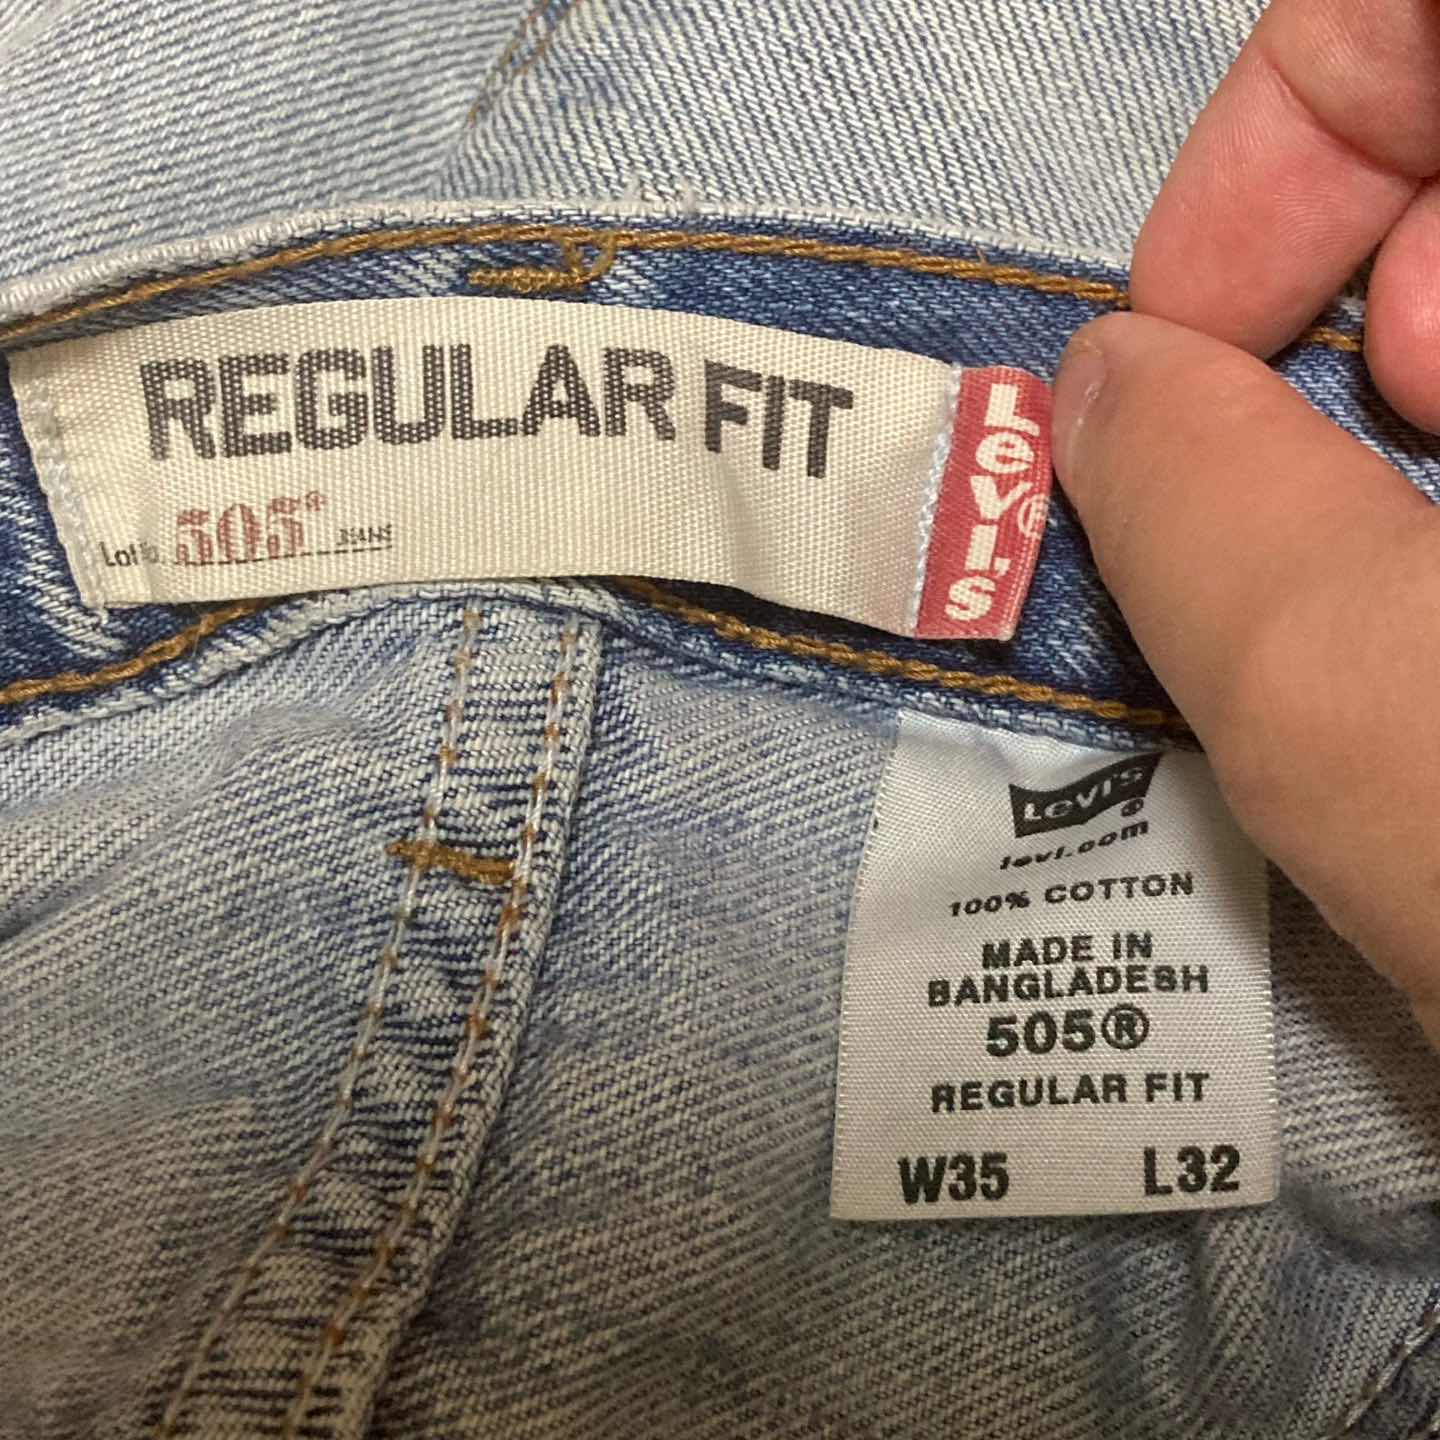 REGULAR FIT
Lot No. 505® JEANS
LEVI'S®
Levi's®
levi.com
100% COTTON
MADE IN
BANGLADESH
505®
REGULAR FIT
W35 L32